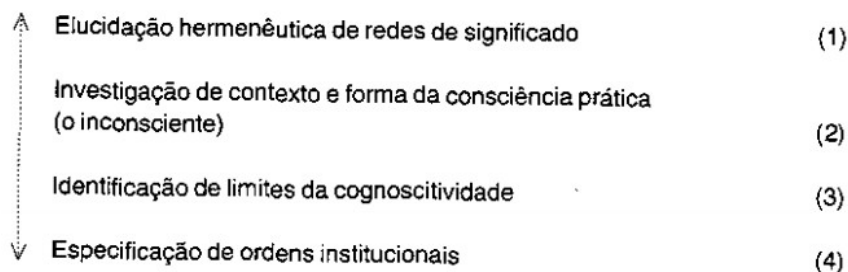 Elucidação hermenêutica de redes de significado (1)
Investigação de contexto e forma da consciência prática
(o inconsciente) (2)
Identificação de limites da cognoscitividade (3)
Especificação de ordens institucionais (4)